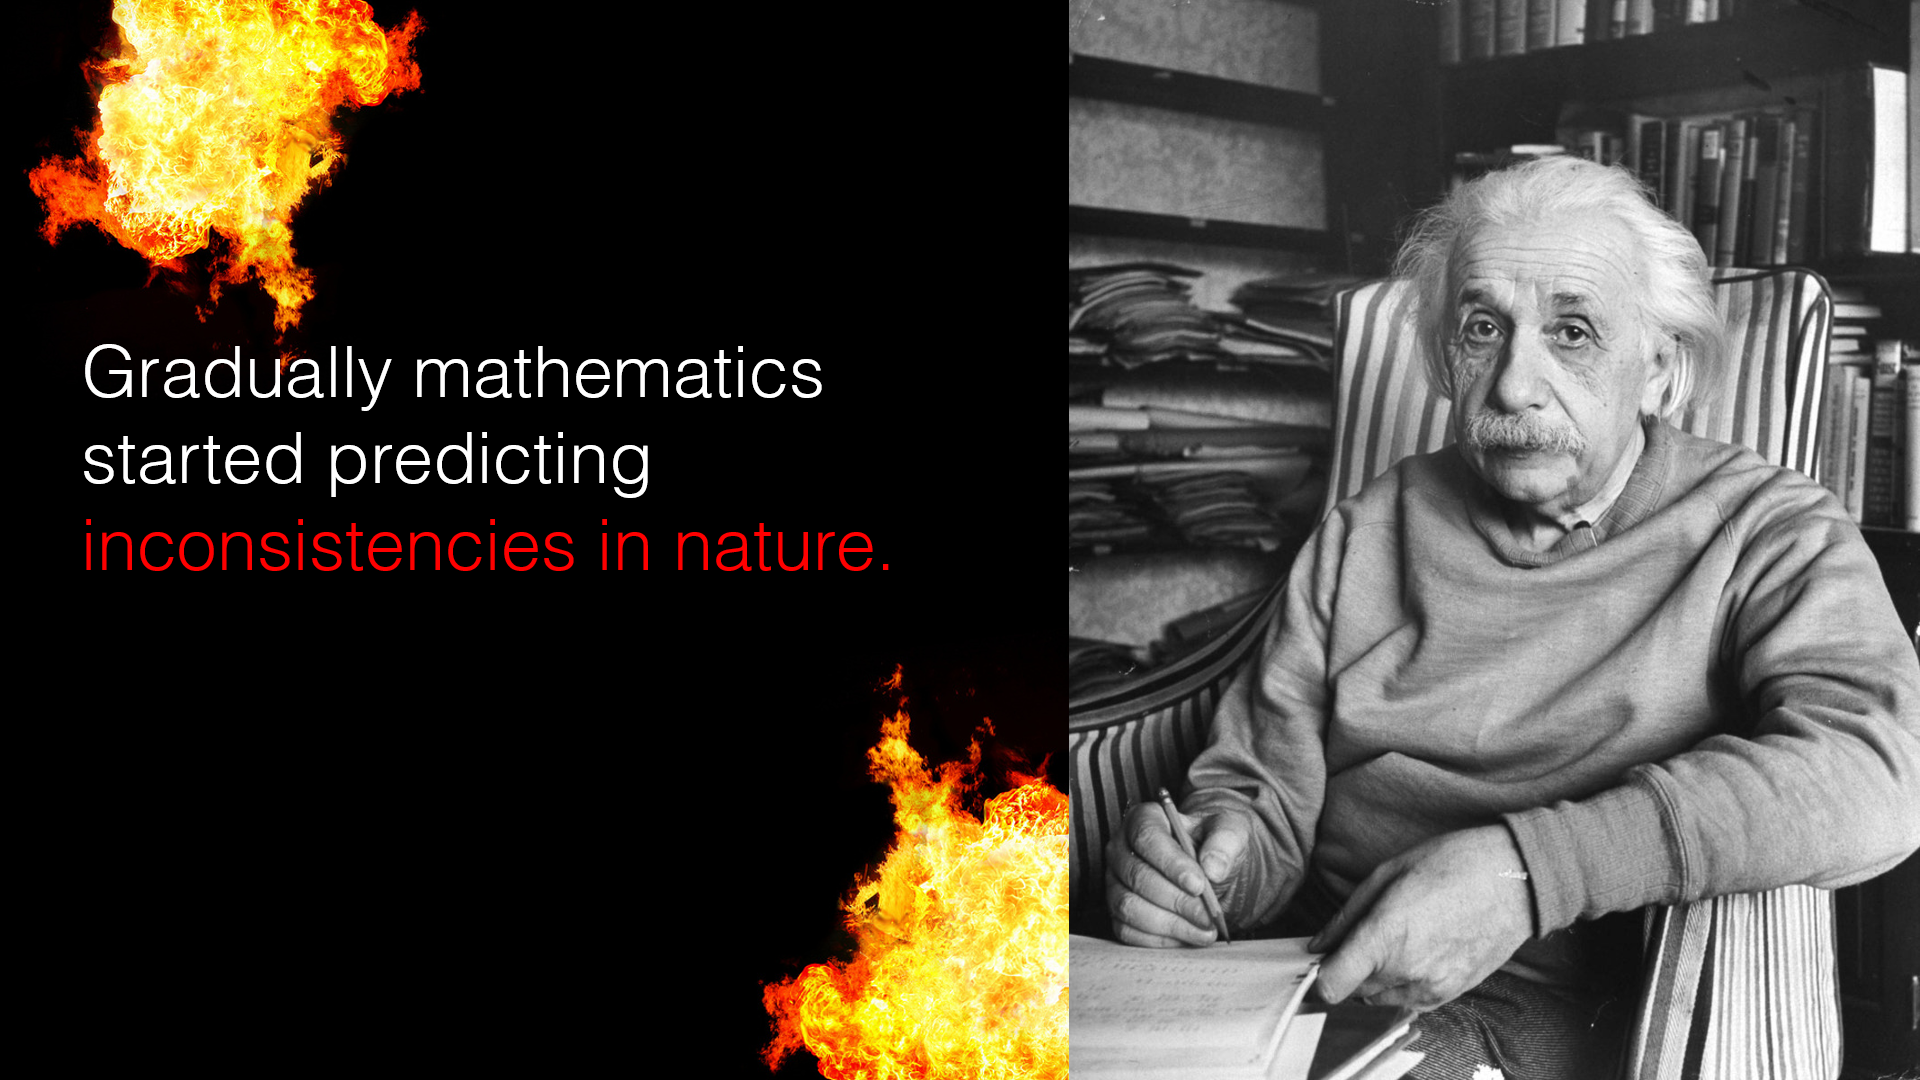 Gradually mathematics
started predicting
inconsistencies in nature.